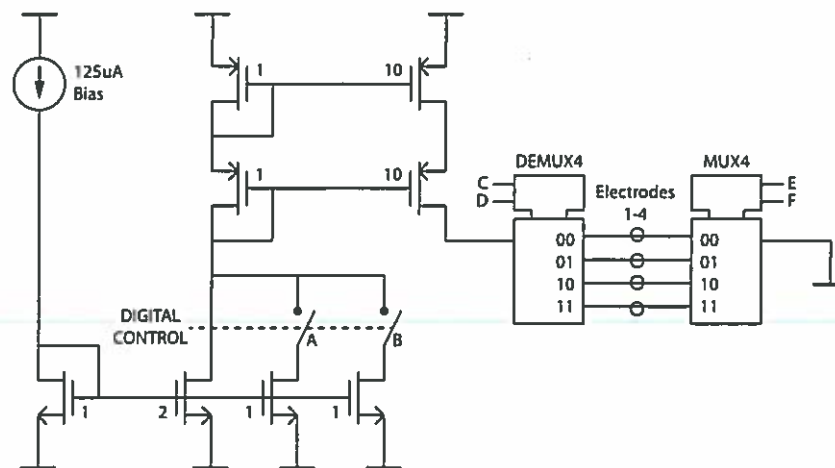 125uA
Bias
1
10
1
10
DEMUX4
MUX4
C
D
Electrodes
1-4
E
F
00
01
10
11
00
01
10
11
DIGITAL
CONTROL
A
B
1
2
1
1